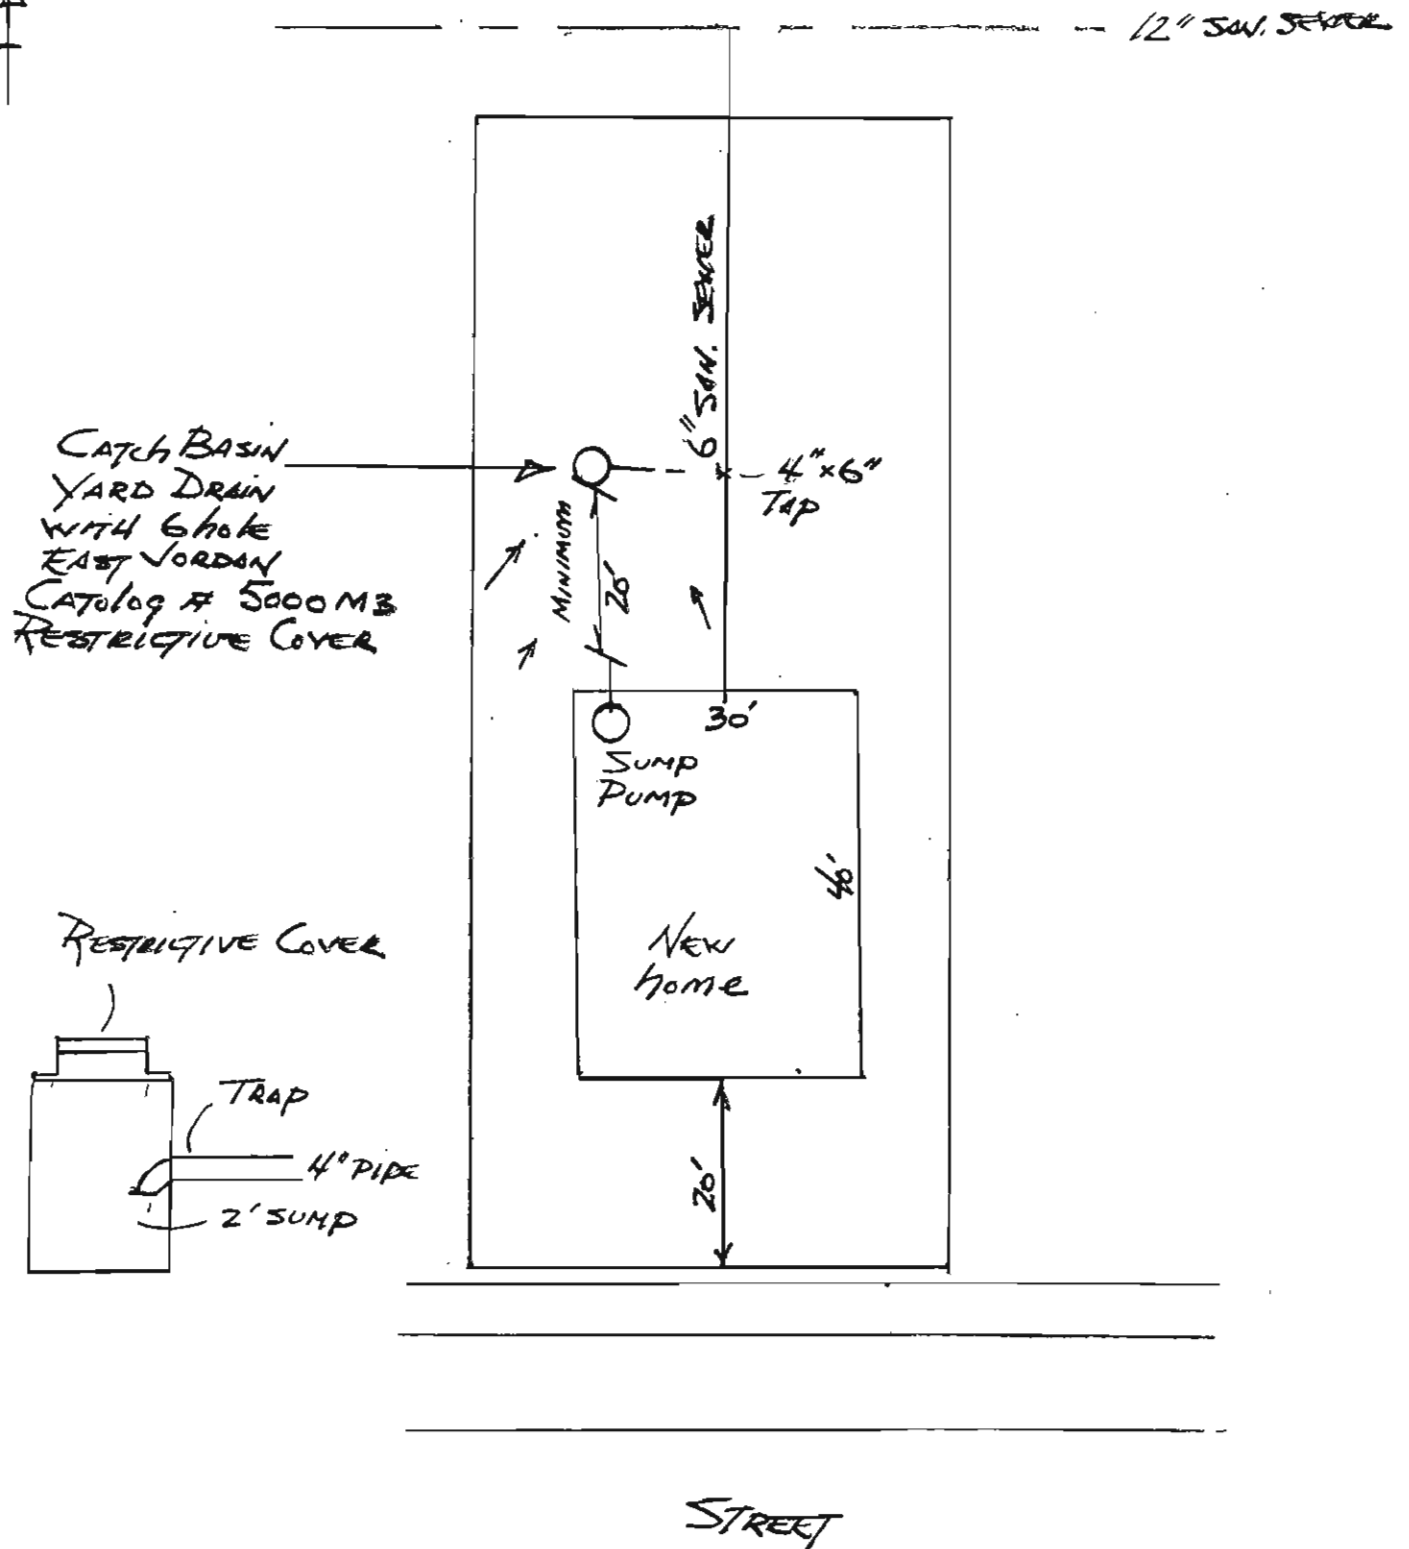 12" SAN. SEWER
6" SAN. SEWER
CATCH BASIN
YARD DRAIN
WITH 6 hole
EAST JORDAN
CATOlog # 5000 M3
RESTRICTIVE COVER
4" x 6"
TAP
MINIMUM
20'
30'
SUMP
PUMP
40'
NEW
home
RESTRICTIVE COVER
TRAP
4" PIPE
2' SUMP
20'
STREET